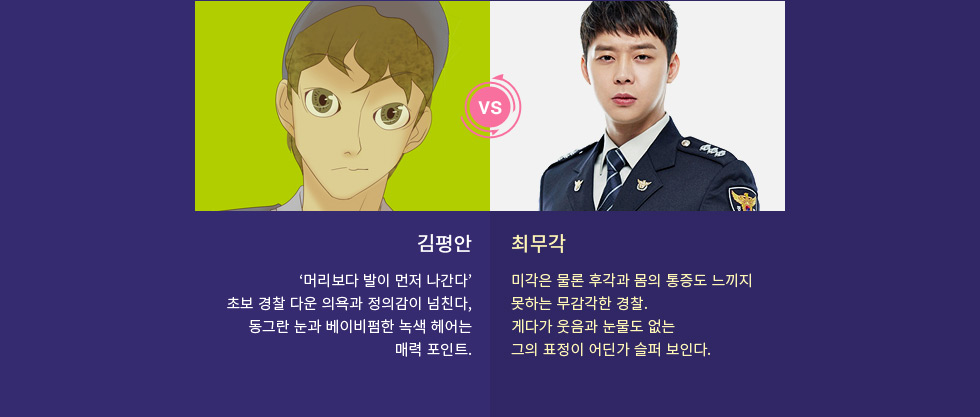 VS
김평안
‘머리보다 발이 먼저 나간다’
초보 경찰 다운 의욕과 정의감이 넘친다,
동그란 눈과 베이비펌한 녹색 헤어는
매력 포인트.
최무각
미각은 물론 후각과 몸의 통증도 느끼지
못하는 무감각한 경찰.
게다가 웃음과 눈물도 없는
그의 표정이 어딘가 슬퍼 보인다.